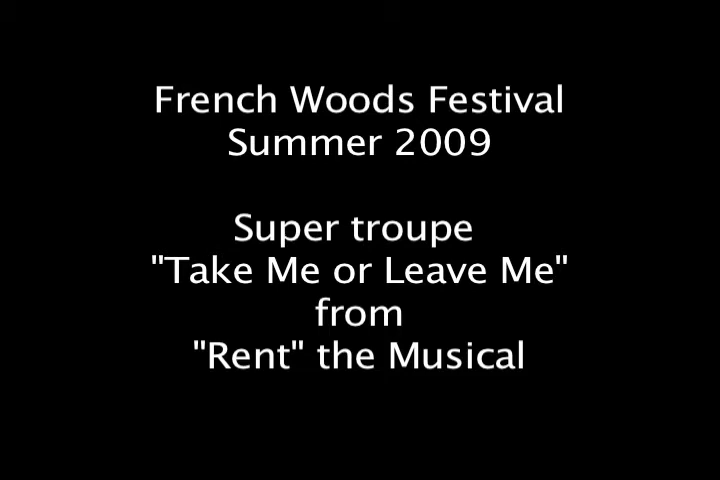 French Woods Festival
Summer 2009
Super troupe
"Take Me or Leave Me"
from
"Rent" the Musical